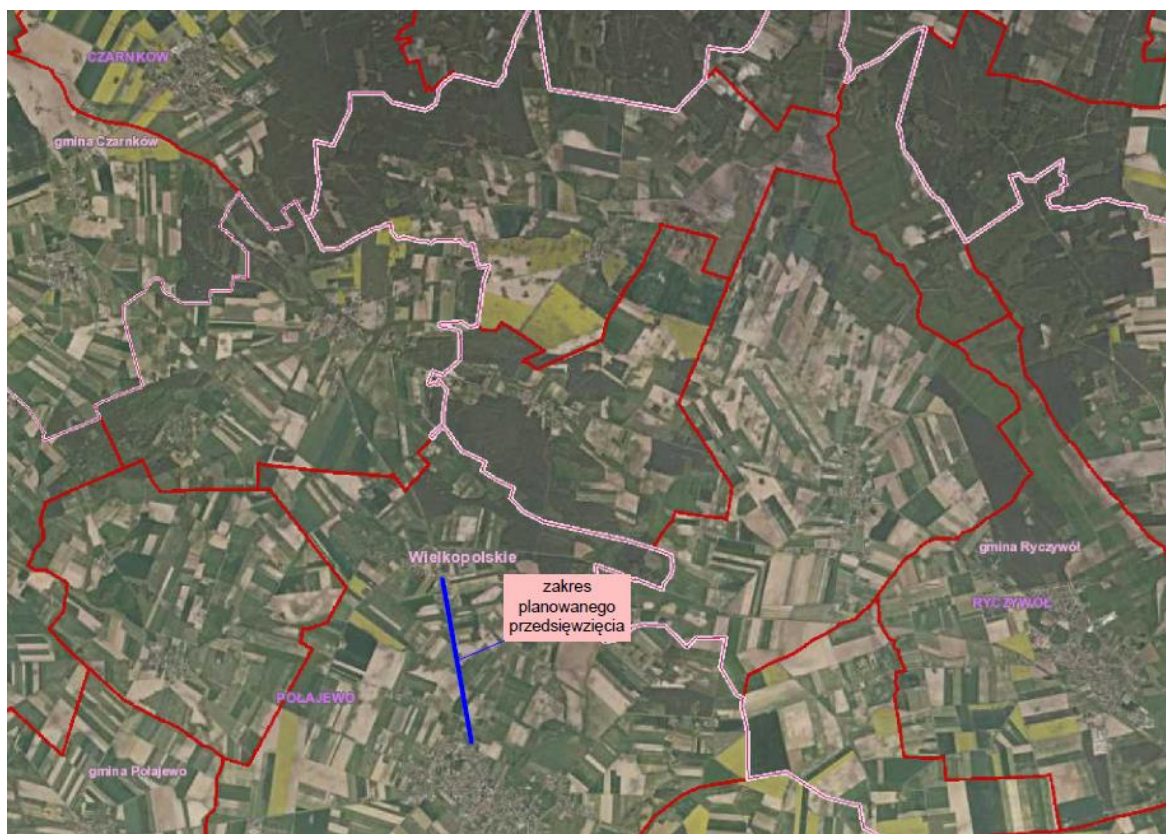 CZARNKÓW
gmina Czarnków
Wielkopolskie
zakres
planowanego
przedsięwzięcia
gmina Ryczywół
RYCZYWÓŁ
POŁAJEWO
gmina Połajewo